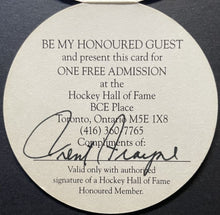 BE MY HONOURED GUEST
and present this card for
ONE FREE ADMISSION
at the
Hockey Hall of Fame
BCE Place
Toronto, Ontario M5E 1X8
(416) 360-7765
Compliments of:
Valid only with authorized
signature of a Hockey Hall of Fame
Honoured Member.